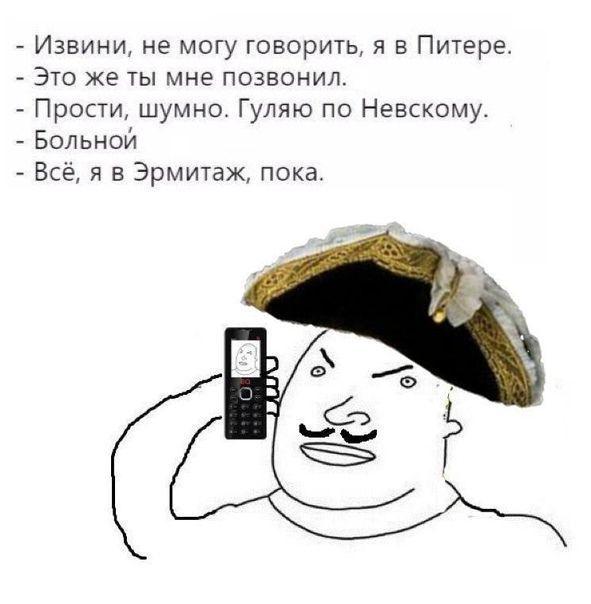 - Извини, не могу говорить, я в Питере.
- Это же ты мне позвонил.
- Прости, шумно. Гуляю по Невскому.
- Больной
- Всё, я в Эрмитаж, пока.
BQ